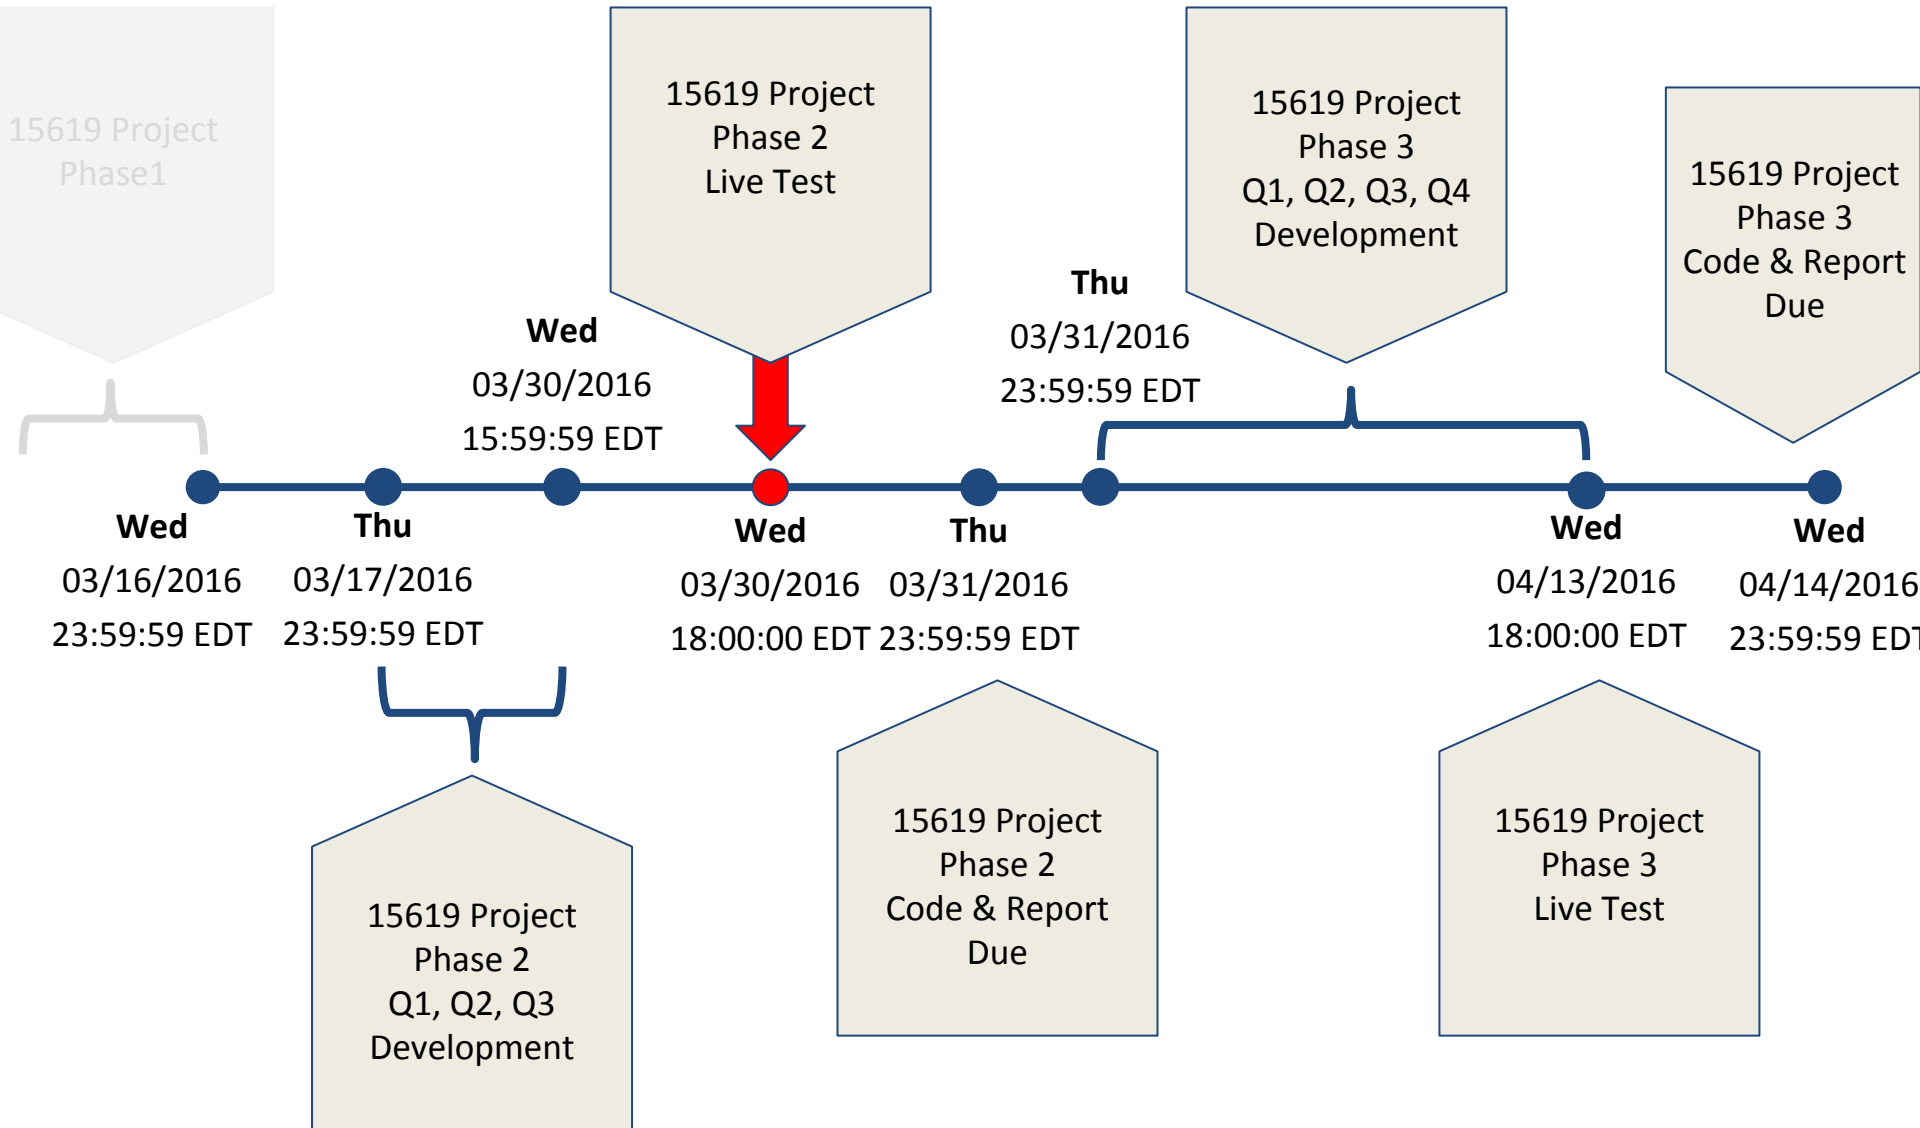 15619 Project
Phase1
15619 Project
Phase 2
Live Test
15619 Project
Phase 3
Q1, Q2, Q3, Q4
Development
15619 Project
Phase 3
Code & Report
Due
Wed
03/30/2016
15:59:59 EDT
Thu
03/31/2016
23:59:59 EDT
Wed
03/16/2016
23:59:59 EDT
Thu
03/17/2016
23:59:59 EDT
Wed
03/30/2016
18:00:00 EDT
Thu
03/31/2016
23:59:59 EDT
Wed
04/13/2016
18:00:00 EDT
Wed
04/14/2016
23:59:59 EDT
15619 Project
Phase 2
Q1, Q2, Q3
Development
15619 Project
Phase 2
Code & Report
Due
15619 Project
Phase 3
Live Test